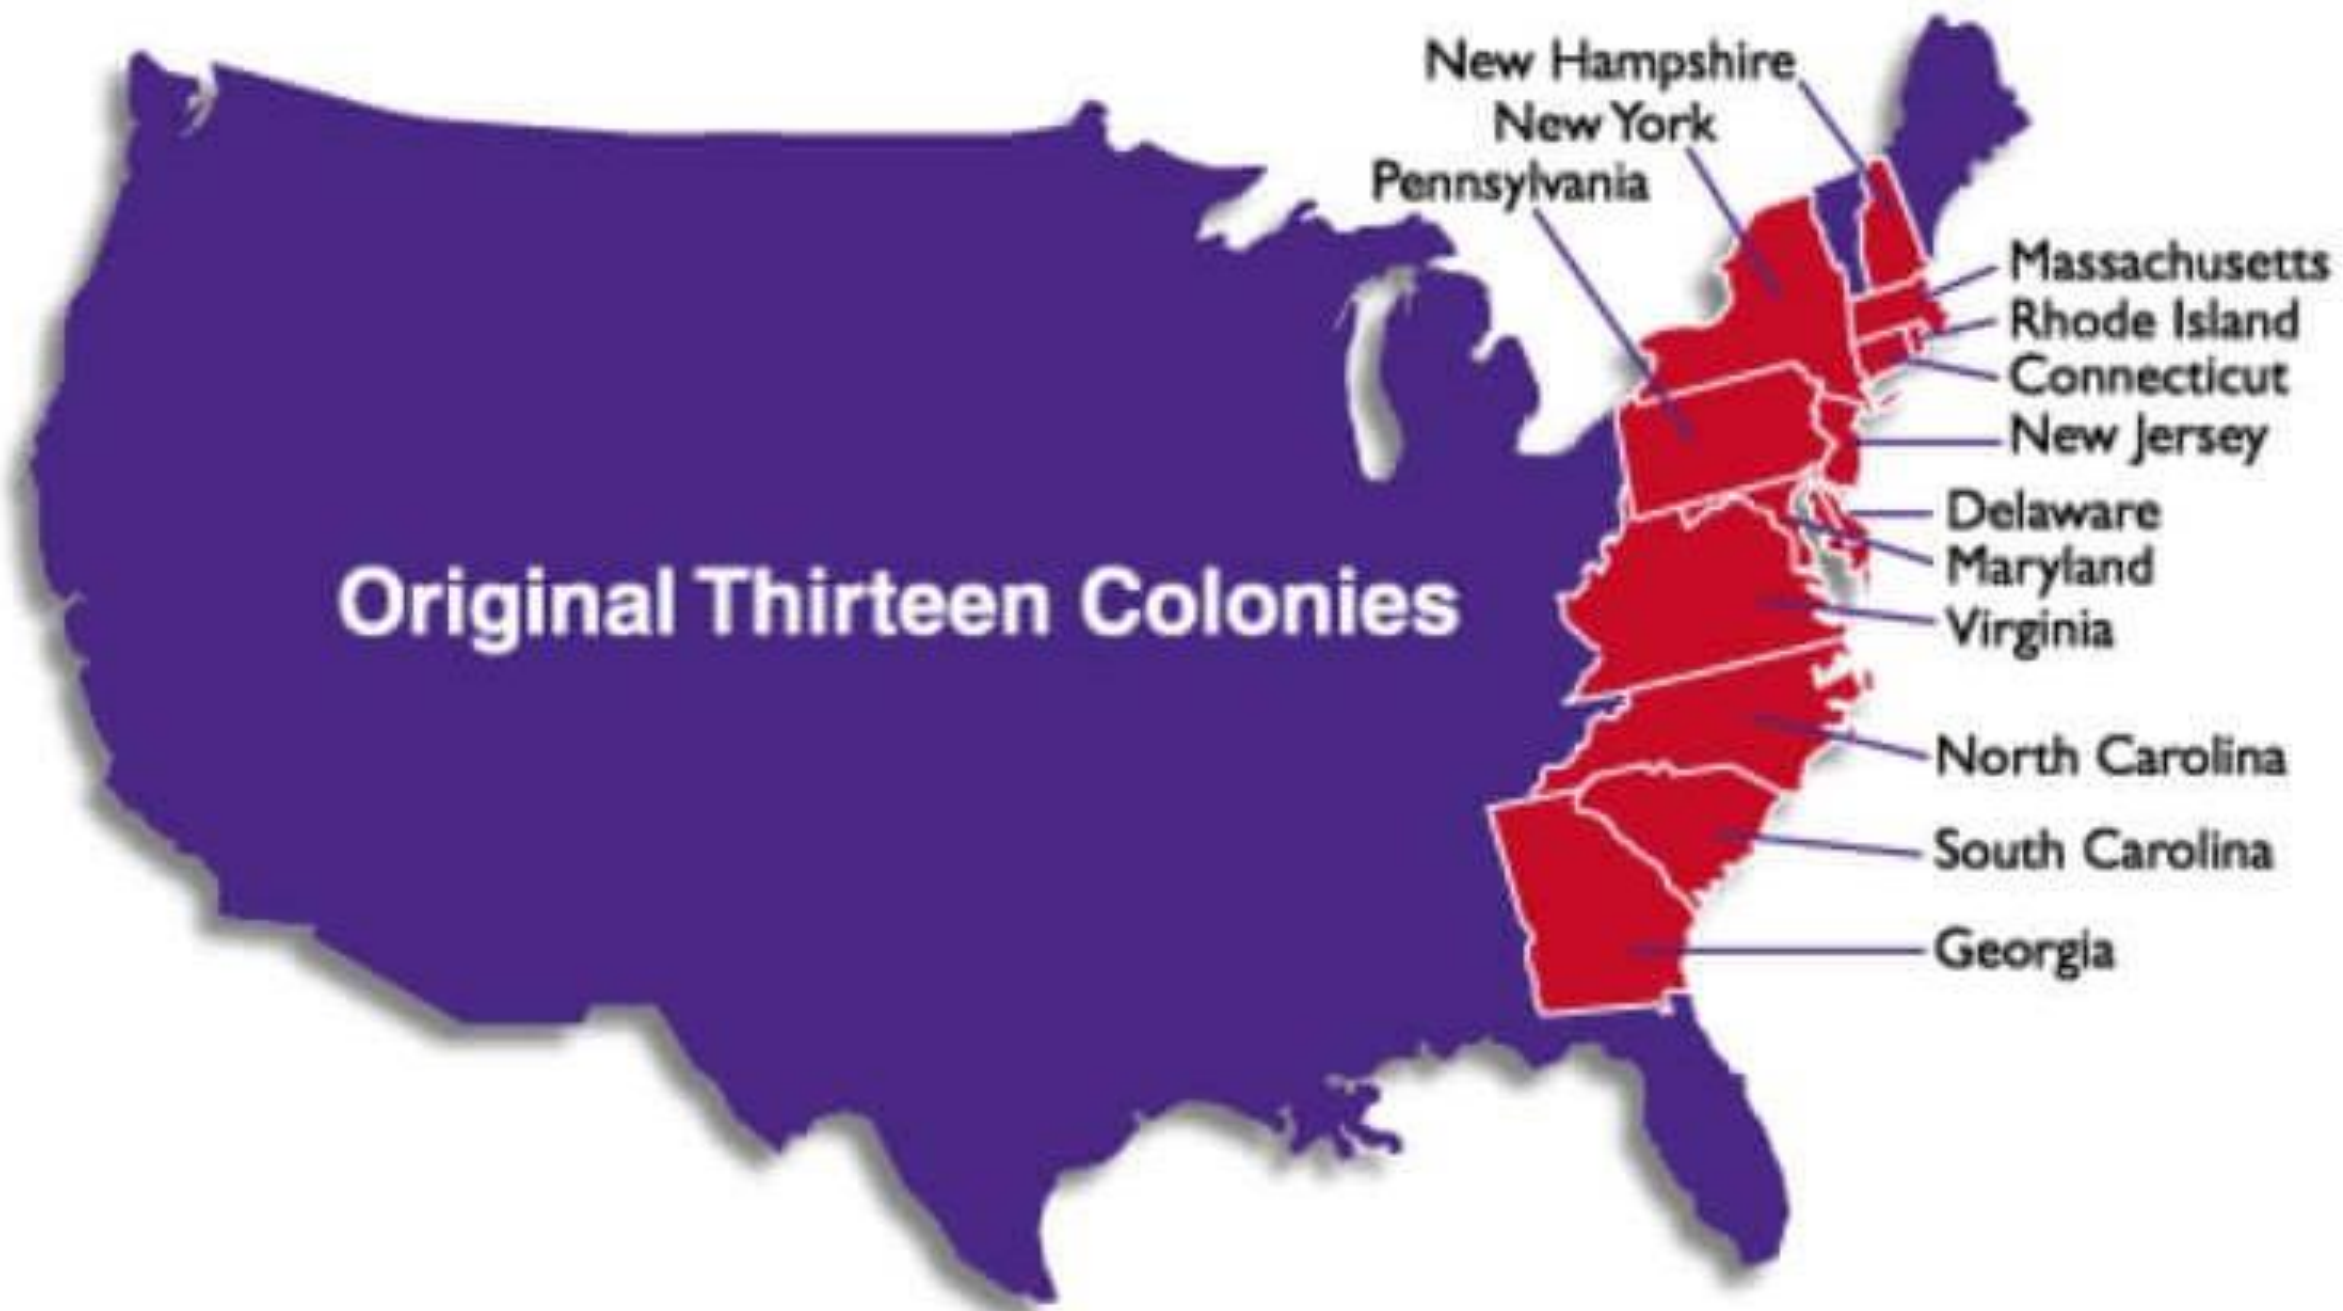 New Hampshire
New York
Pennsylvania
Massachusetts
Rhode Island
Connecticut
New Jersey
Delaware
Maryland
Original Thirteen Colonies
Virginia
North Carolina
South Carolina
Georgia